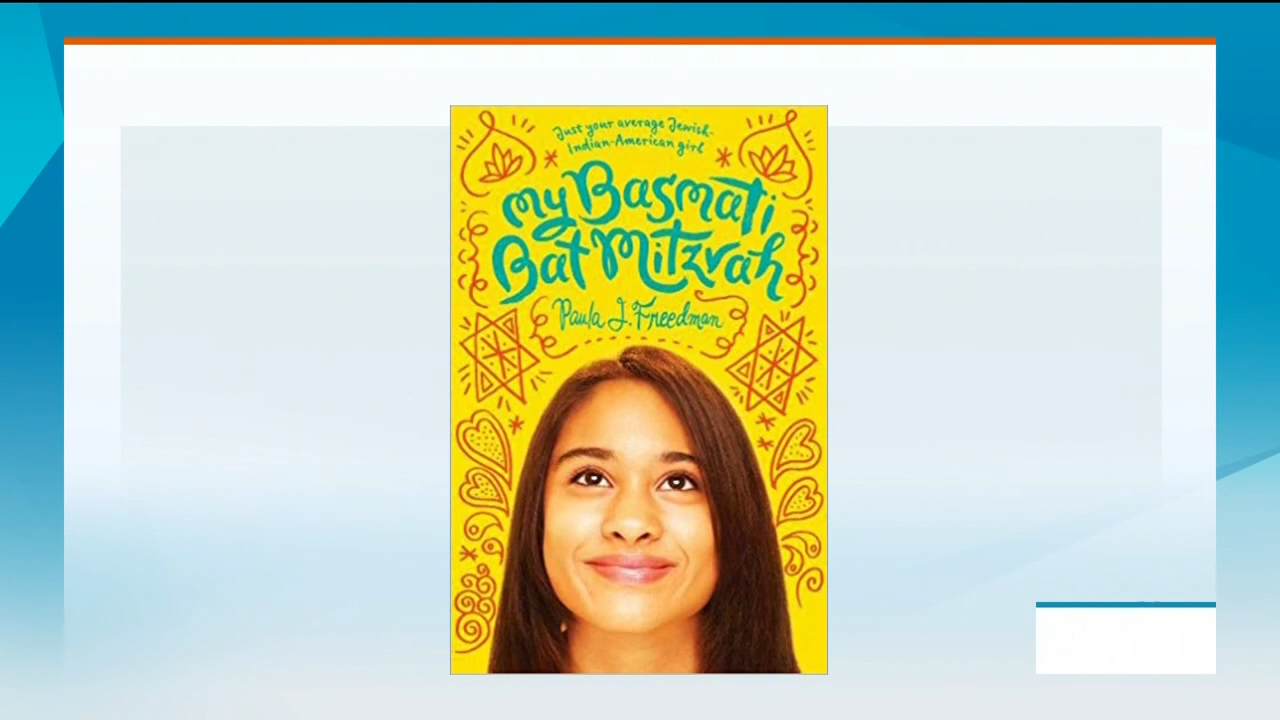 Just your average Jewish-
Indian-American girl
my Basmati
Bat Mitzvah
Paula J. Freedman